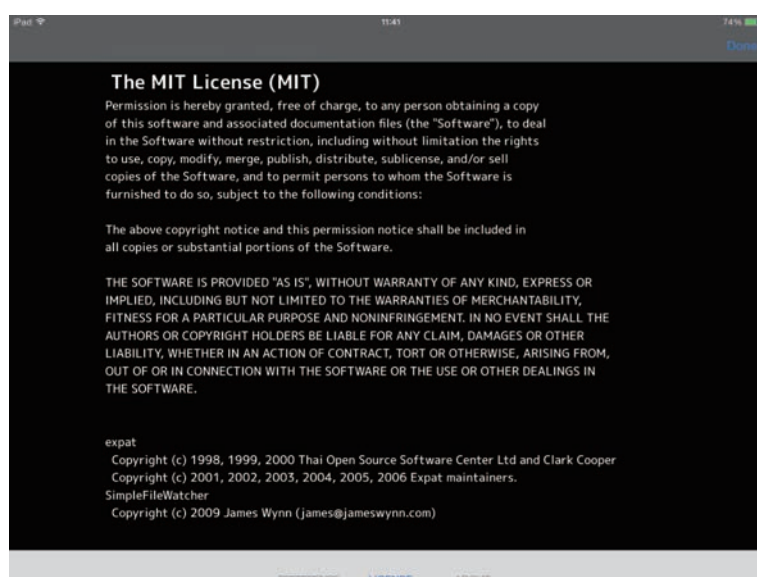 iPad
11:41
74%
Done
The MIT License (MIT)
Permission is hereby granted, free of charge, to any person obtaining a copy
of this software and associated documentation files (the "Software"), to deal
in the Software without restriction, including without limitation the rights
to use, copy, modify, merge, publish, distribute, sublicense, and/or sell
copies of the Software, and to permit persons to whom the Software is
furnished to do so, subject to the following conditions:
The above copyright notice and this permission notice shall be included in
all copies or substantial portions of the Software.
THE SOFTWARE IS PROVIDED "AS IS", WITHOUT WARRANTY OF ANY KIND, EXPRESS OR
IMPLIED, INCLUDING BUT NOT LIMITED TO THE WARRANTIES OF MERCHANTABILITY,
FITNESS FOR A PARTICULAR PURPOSE AND NONINFRINGEMENT. IN NO EVENT SHALL THE
AUTHORS OR COPYRIGHT HOLDERS BE LIABLE FOR ANY CLAIM, DAMAGES OR OTHER
LIABILITY, WHETHER IN AN ACTION OF CONTRACT, TORT OR OTHERWISE, ARISING FROM,
OUT OF OR IN CONNECTION WITH THE SOFTWARE OR THE USE OR OTHER DEALINGS IN
THE SOFTWARE.
expat
Copyright (c) 1998, 1999, 2000 Thai Open Source Software Center Ltd and Clark Cooper
Copyright (c) 2001, 2002, 2003, 2004, 2005, 2006 Expat maintainers.
SimpleFileWatcher
Copyright (c) 2009 James Wynn (james@jameswynn.com)